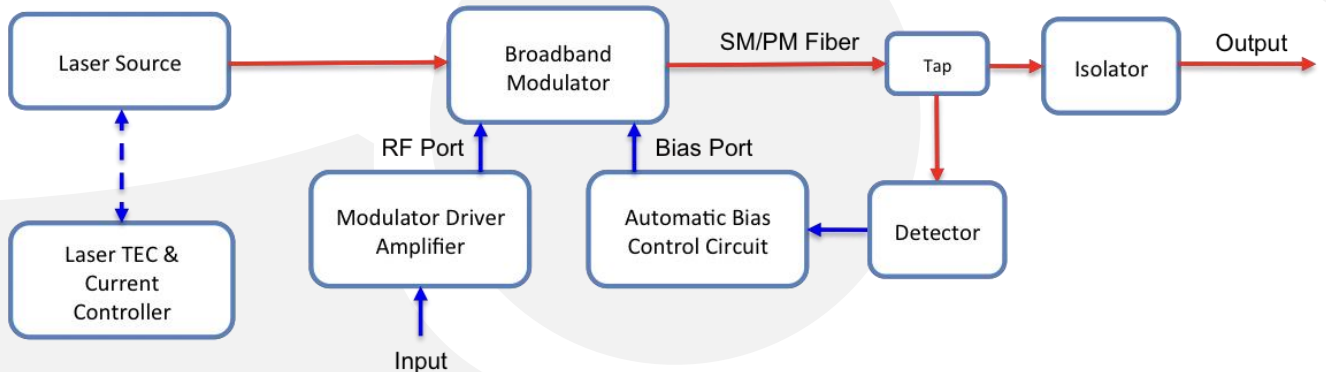 Laser Source
Broadband
Modulator
SM/PM Fiber
Tap
Isolator
Output
RF Port
Bias Port
Laser TEC &
Current
Controller
Modulator Driver
Amplifier
Automatic Bias
Control Circuit
Detector
Input